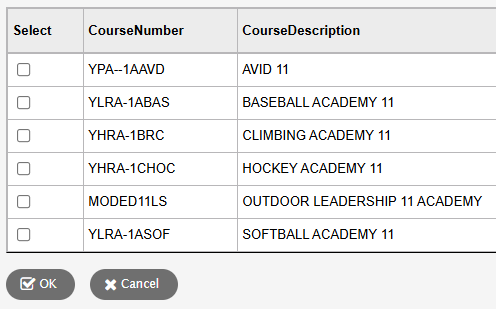 Select CourseNumber CourseDescription
YPA--1AAVD AVID 11
YLRA-1ABAS BASEBALL ACADEMY 11
YHRA-1BRC CLIMBING ACADEMY 11
YHRA-1CHOC HOCKEY ACADEMY 11
MODED11LS OUTDOOR LEADERSHIP 11 ACADEMY
YLRA-1ASOF SOFTBALL ACADEMY 11
OK Cancel